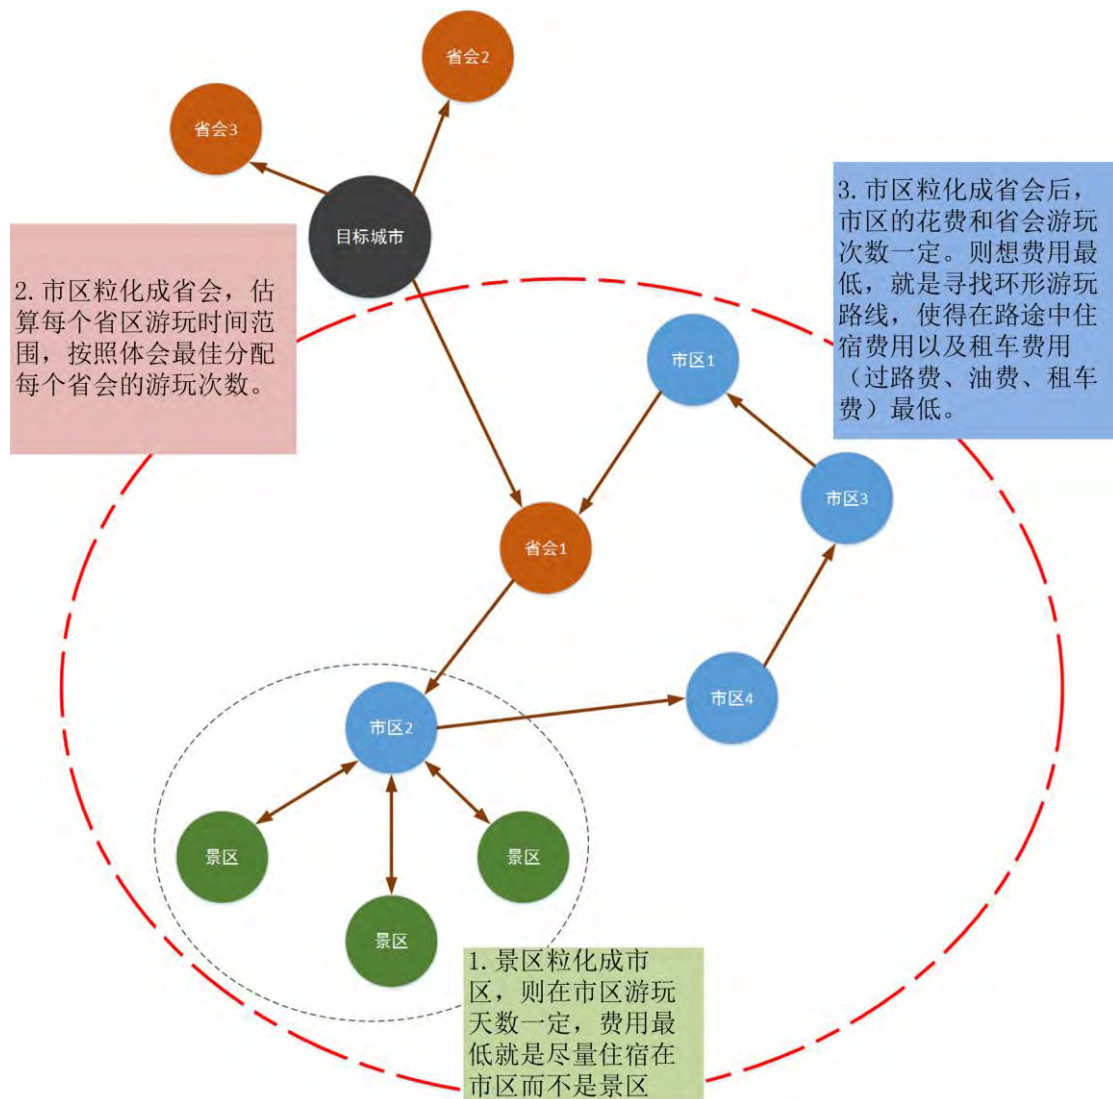 省会2
省会3
目标城市
3.市区粒化成省会后，
市区的花费和省会游玩
次数一定。则想费用最
低，就是寻找环形游玩
路线，使得在路途中住
宿费用以及租车费用
（过路费、油费、租车
费）最低。
2.市区粒化成省会，估
算每个省区游玩时间范
围，按照体会最佳分配
每个省会的游玩次数。
市区1
市区3
省会1
市区4
市区2
景区
景区
景区
1.景区粒化成市
区，则在市区游玩
天数一定，费用最
低就是尽量住宿在
市区而不是景区